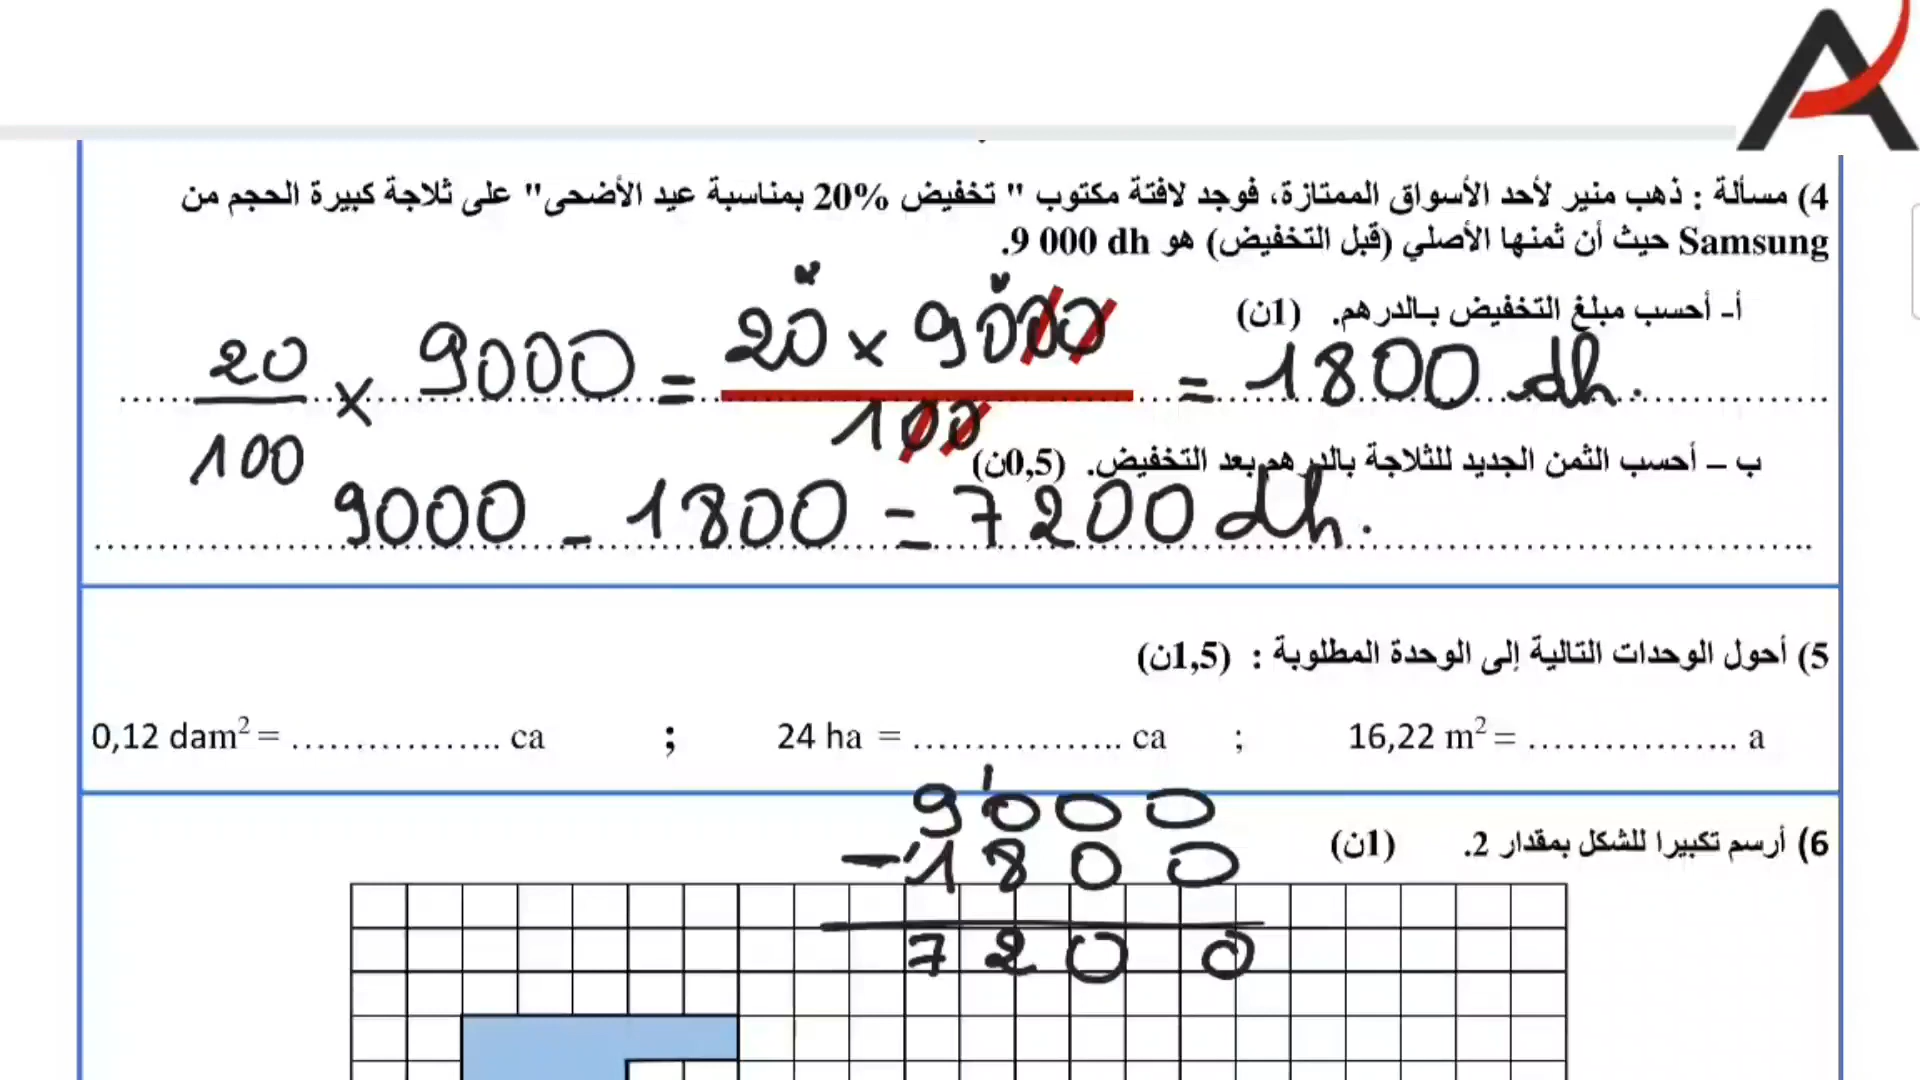 4) مسألة : ذهب منير لأحد الأسواق الممتازة، فوجد لافتة مكتوب " تخفيض %20 بمناسبة عيد الأضحى" على ثلاجة كبيرة الحجم من
Samsung حيث أن ثمنها الأصلي (قبل التخفيض) هو 9 000 dh.
أ- أحسب مبلغ التخفيض بالدرهم. (1ن)
20/100 × 9000 = 20 × 9000 / 100 = 1800 dh.
ب – أحسب الثمن الجديد للثلاجة بالدرهم بعد التخفيض. (0,5ن)
9000 - 1800 = 7200 dh.
5) أحول الوحدات التالية إلى الوحدة المطلوبة : (1,5ن)
0,12 dam² = ................ ca ; 24 ha = ................ ca ; 16,22 m² = ................ a
9000
-1800
7200
6) أرسم تكبيرا للشكل بمقدار 2. (1ن)